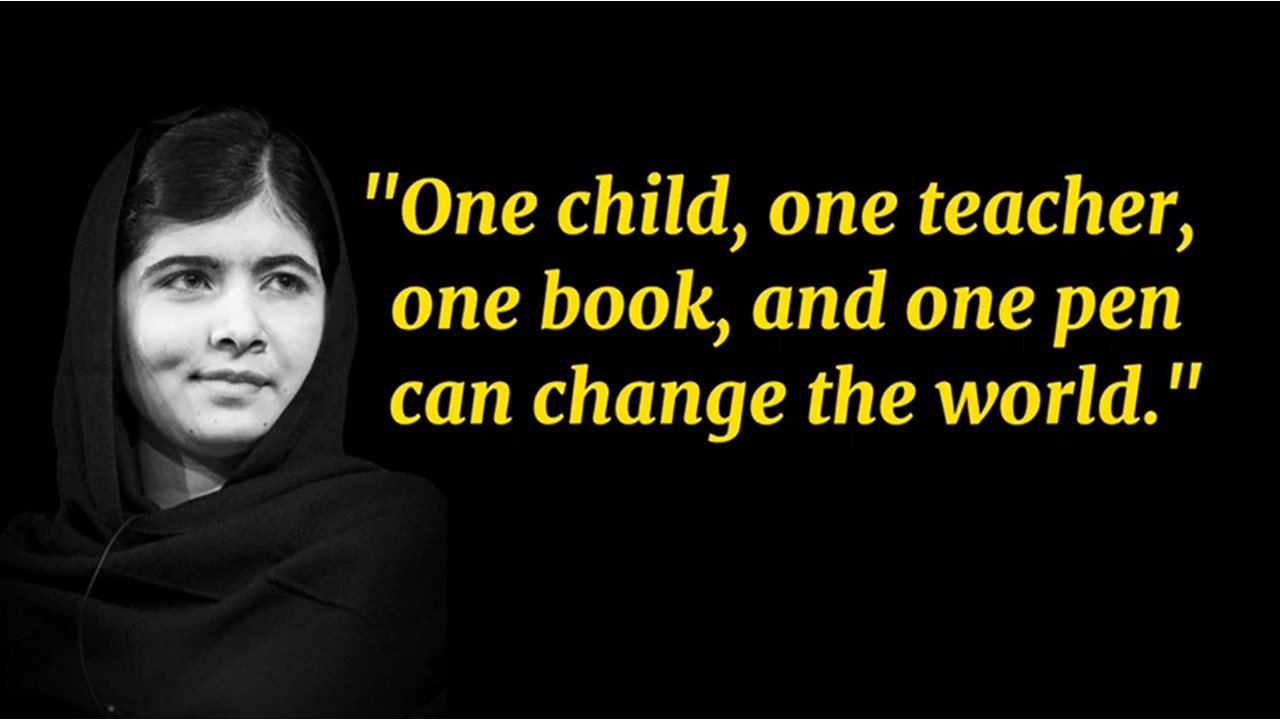 "One child, one teacher,
one book, and one pen
can change the world."